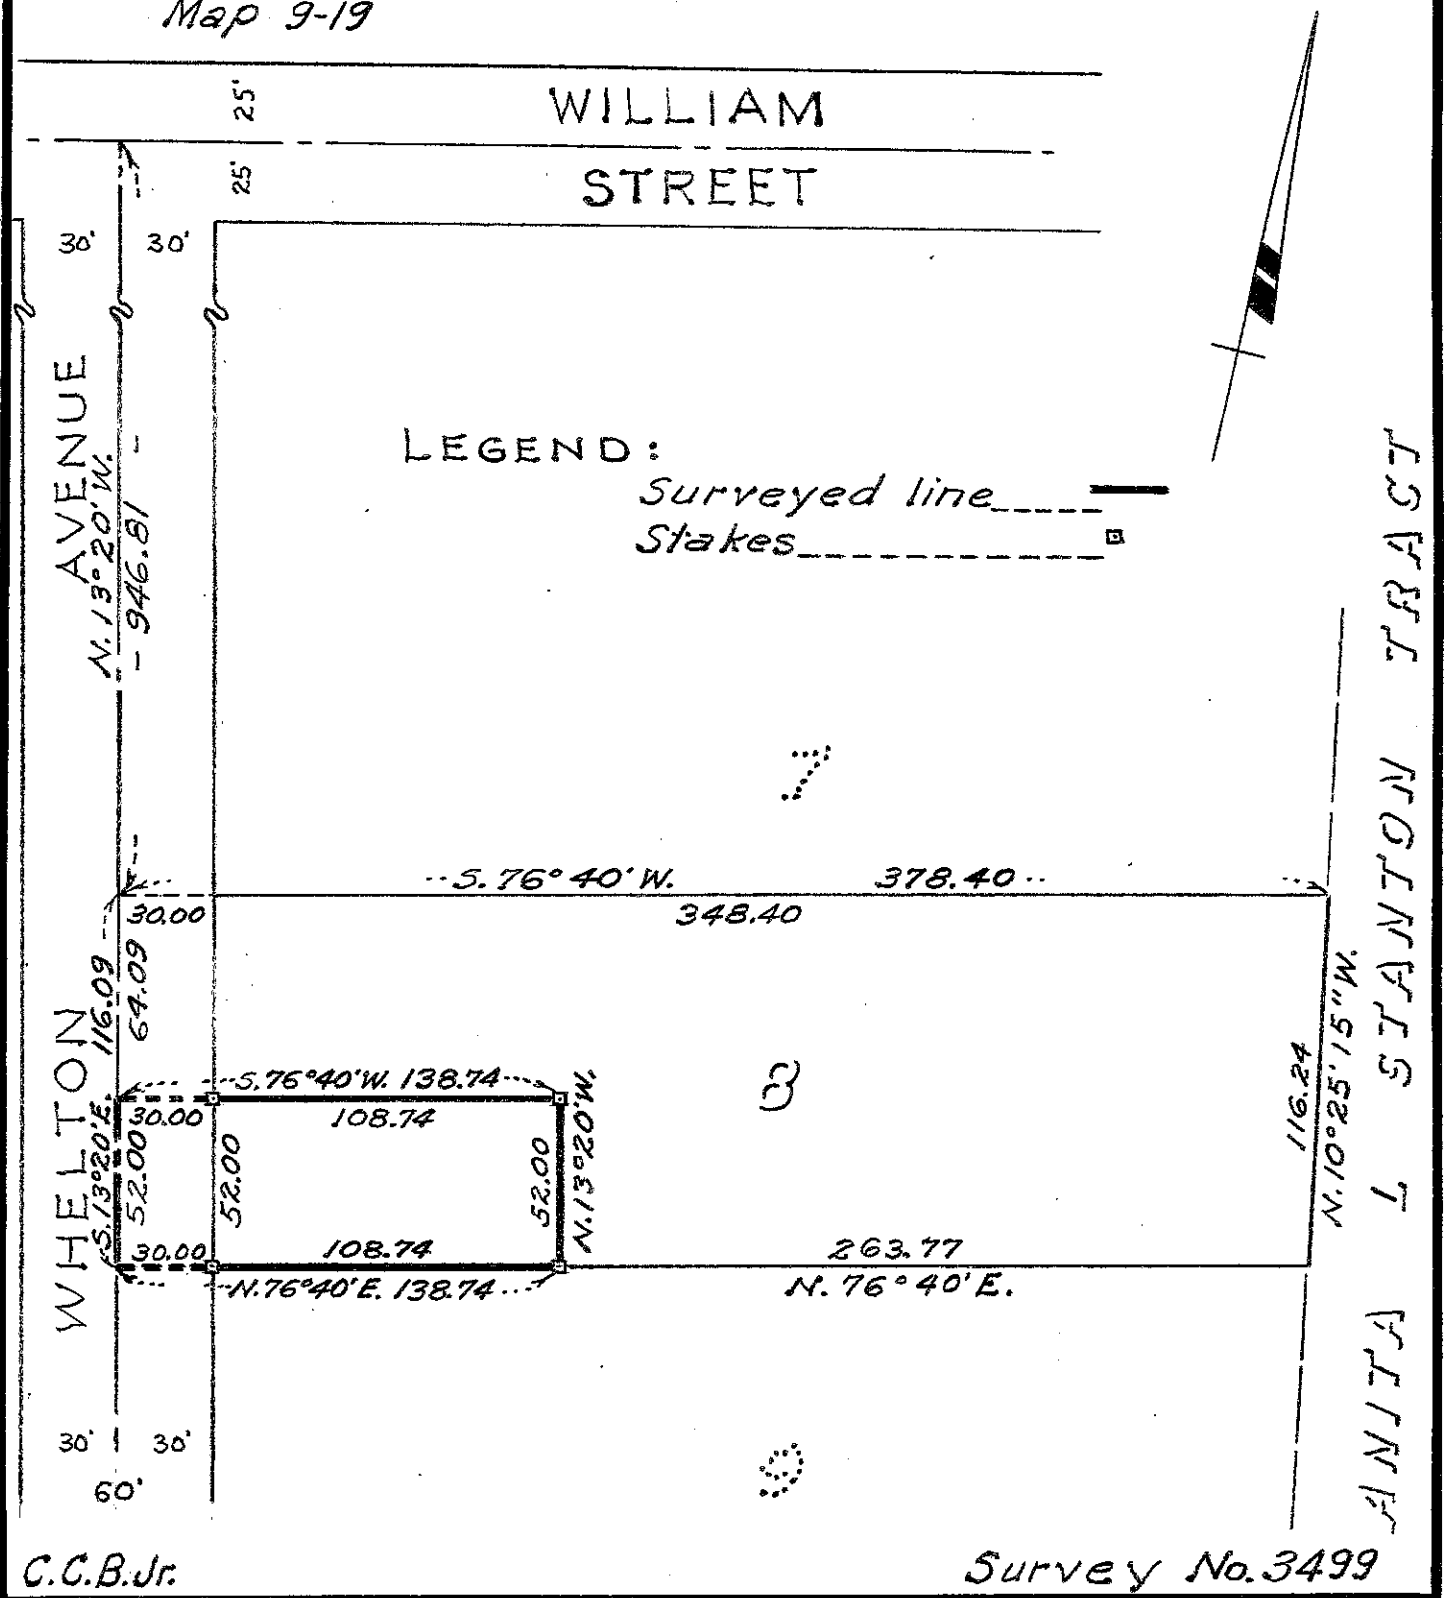 Map 9-19
25'
WILLIAM
25'
STREET
30'
30'
AVENUE
N. 13° 20' W.
- 946.81 -
LEGEND:
Surveyed line
Stakes
7
S. 76° 40' W. 378.40
30.00
348.40
116.09
64.09
S. 76° 40' W. 138.74
30.00
108.74
S. 13° 20' E.
52.00
52.00
52.00
N. 13° 20' W.
8
116.24
N. 10° 25' 15" W.
WHELTON
30.00
108.74
263.77
N. 76° 40' E. 138.74
N. 76° 40' E.
ANITA L STANTON TRACT
30'
30'
60'
9
C.C.B. Jr.
Survey No. 3499